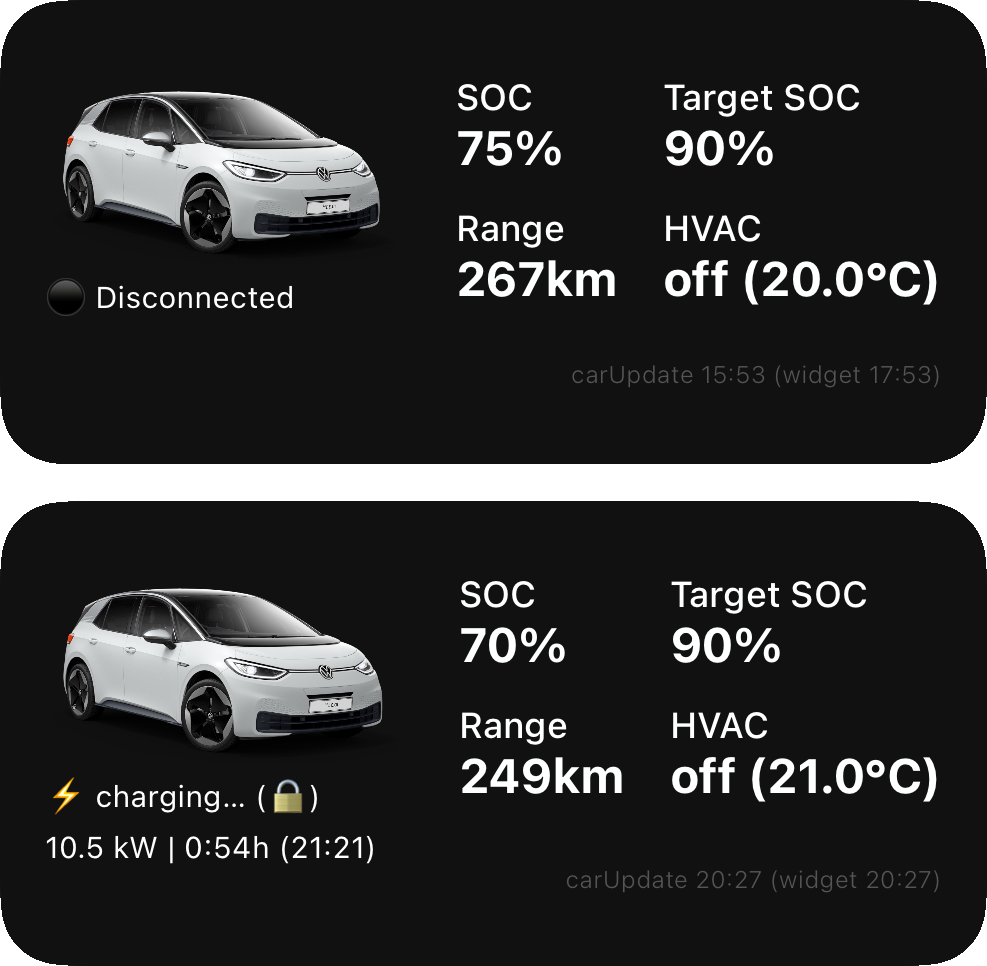 SOC
75%
Target SOC
90%
Range
267km
HVAC
off (20.0°C)
Disconnected
carUpdate 15:53 (widget 17:53)
SOC
70%
Target SOC
90%
Range
249km
HVAC
off (21.0°C)
charging... (🔒)
10.5 kW | 0:54h (21:21)
carUpdate 20:27 (widget 20:27)